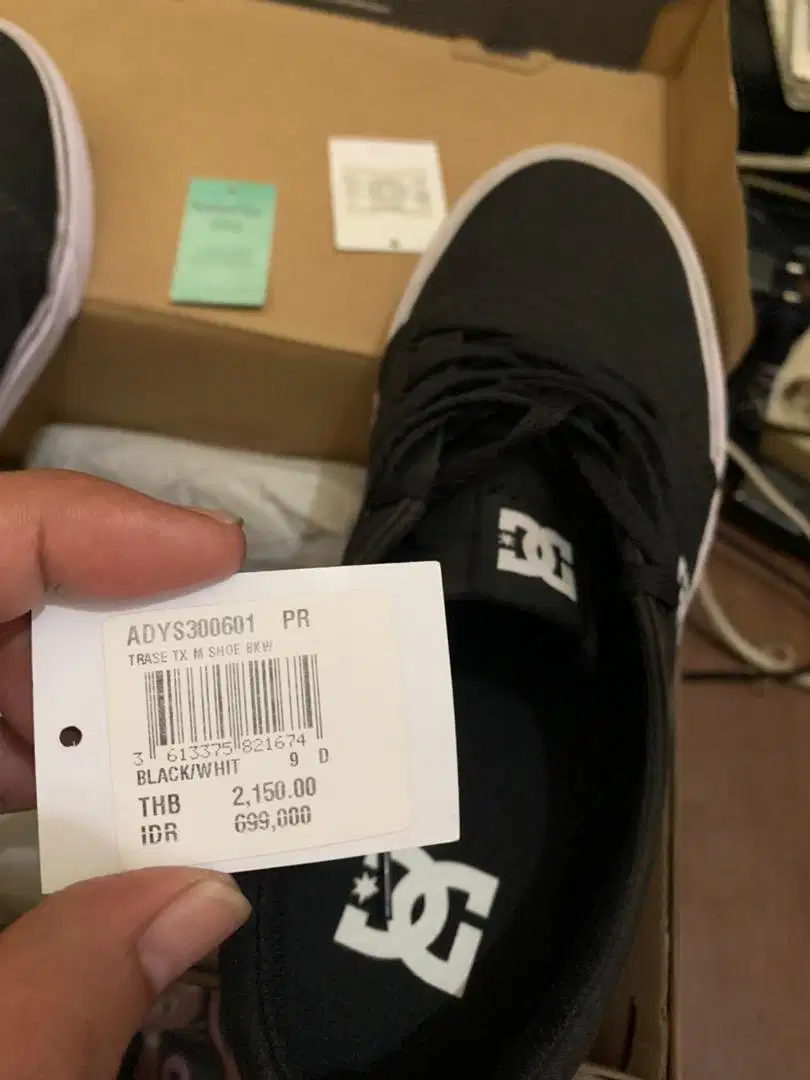 DC
ADYS300601 PR
TRASE TX M SHOE BKW
3 613375 821674
BLACK/WHIT 9 D
THB 2,150.00
IDR 699,000
DC